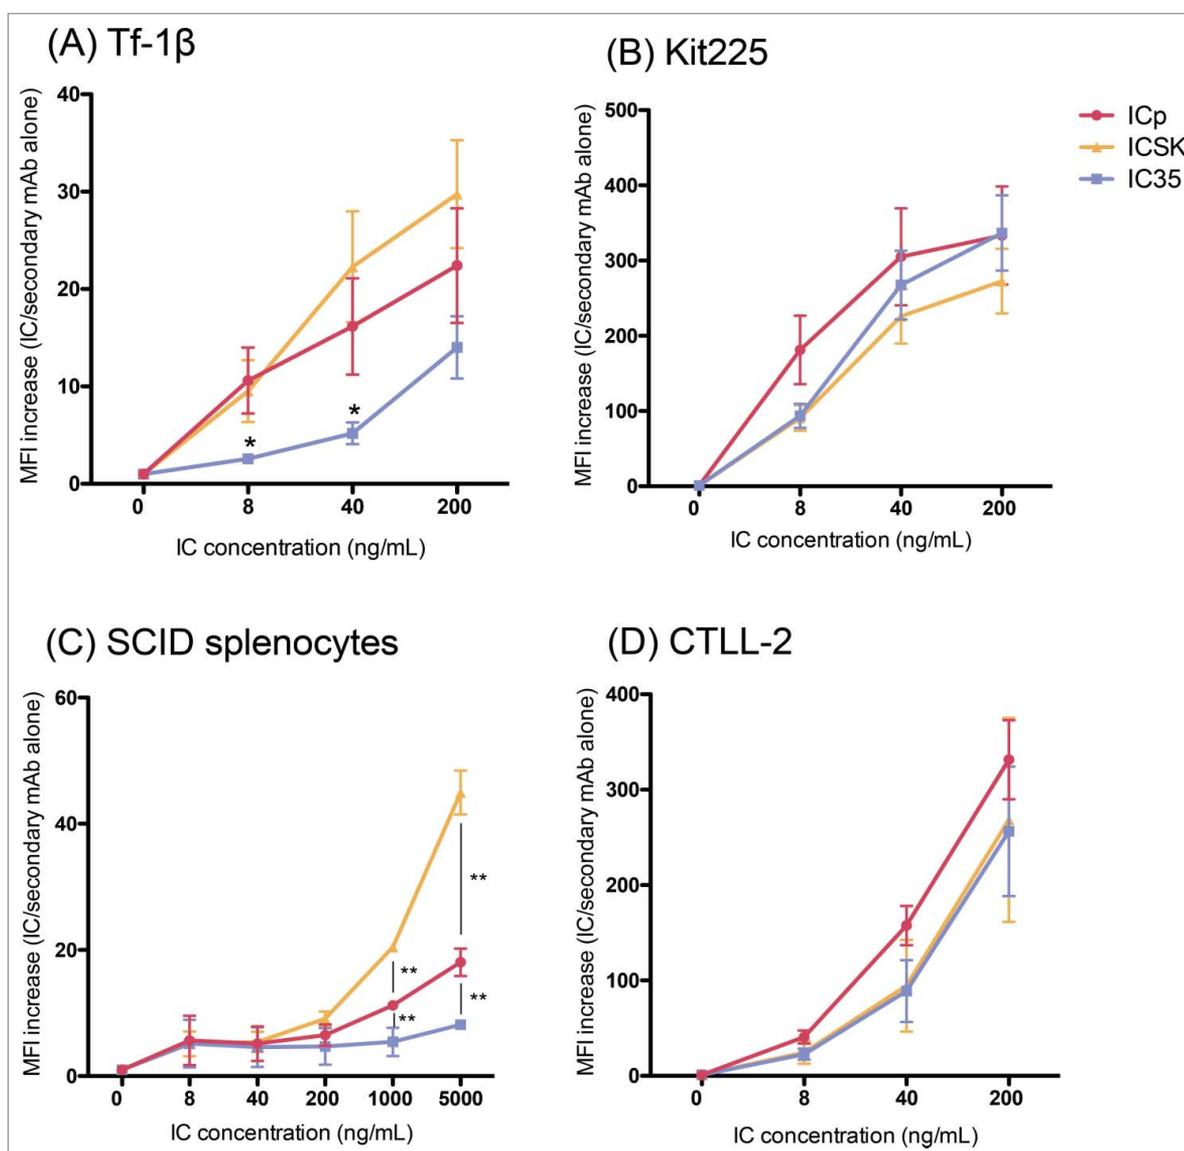 (A) Tf-1β
MFI increase (IC/secondary mAb alone)
40
30
20
10
0
*
*
0 8 40 200
IC concentration (ng/mL)
(B) Kit225
MFI increase (IC/secondary mAb alone)
500
400
300
200
100
0
0 8 40 200
IC concentration (ng/mL)
ICp
ICSK
IC35
(C) SCID splenocytes
MFI increase (IC/secondary mAb alone)
60
40
20
0
**
**
**
**
0 8 40 200 1000 5000
IC concentration (ng/mL)
(D) CTLL-2
MFI increase (IC/secondary mAb alone)
400
300
200
100
0
0 8 40 200
IC concentration (ng/mL)